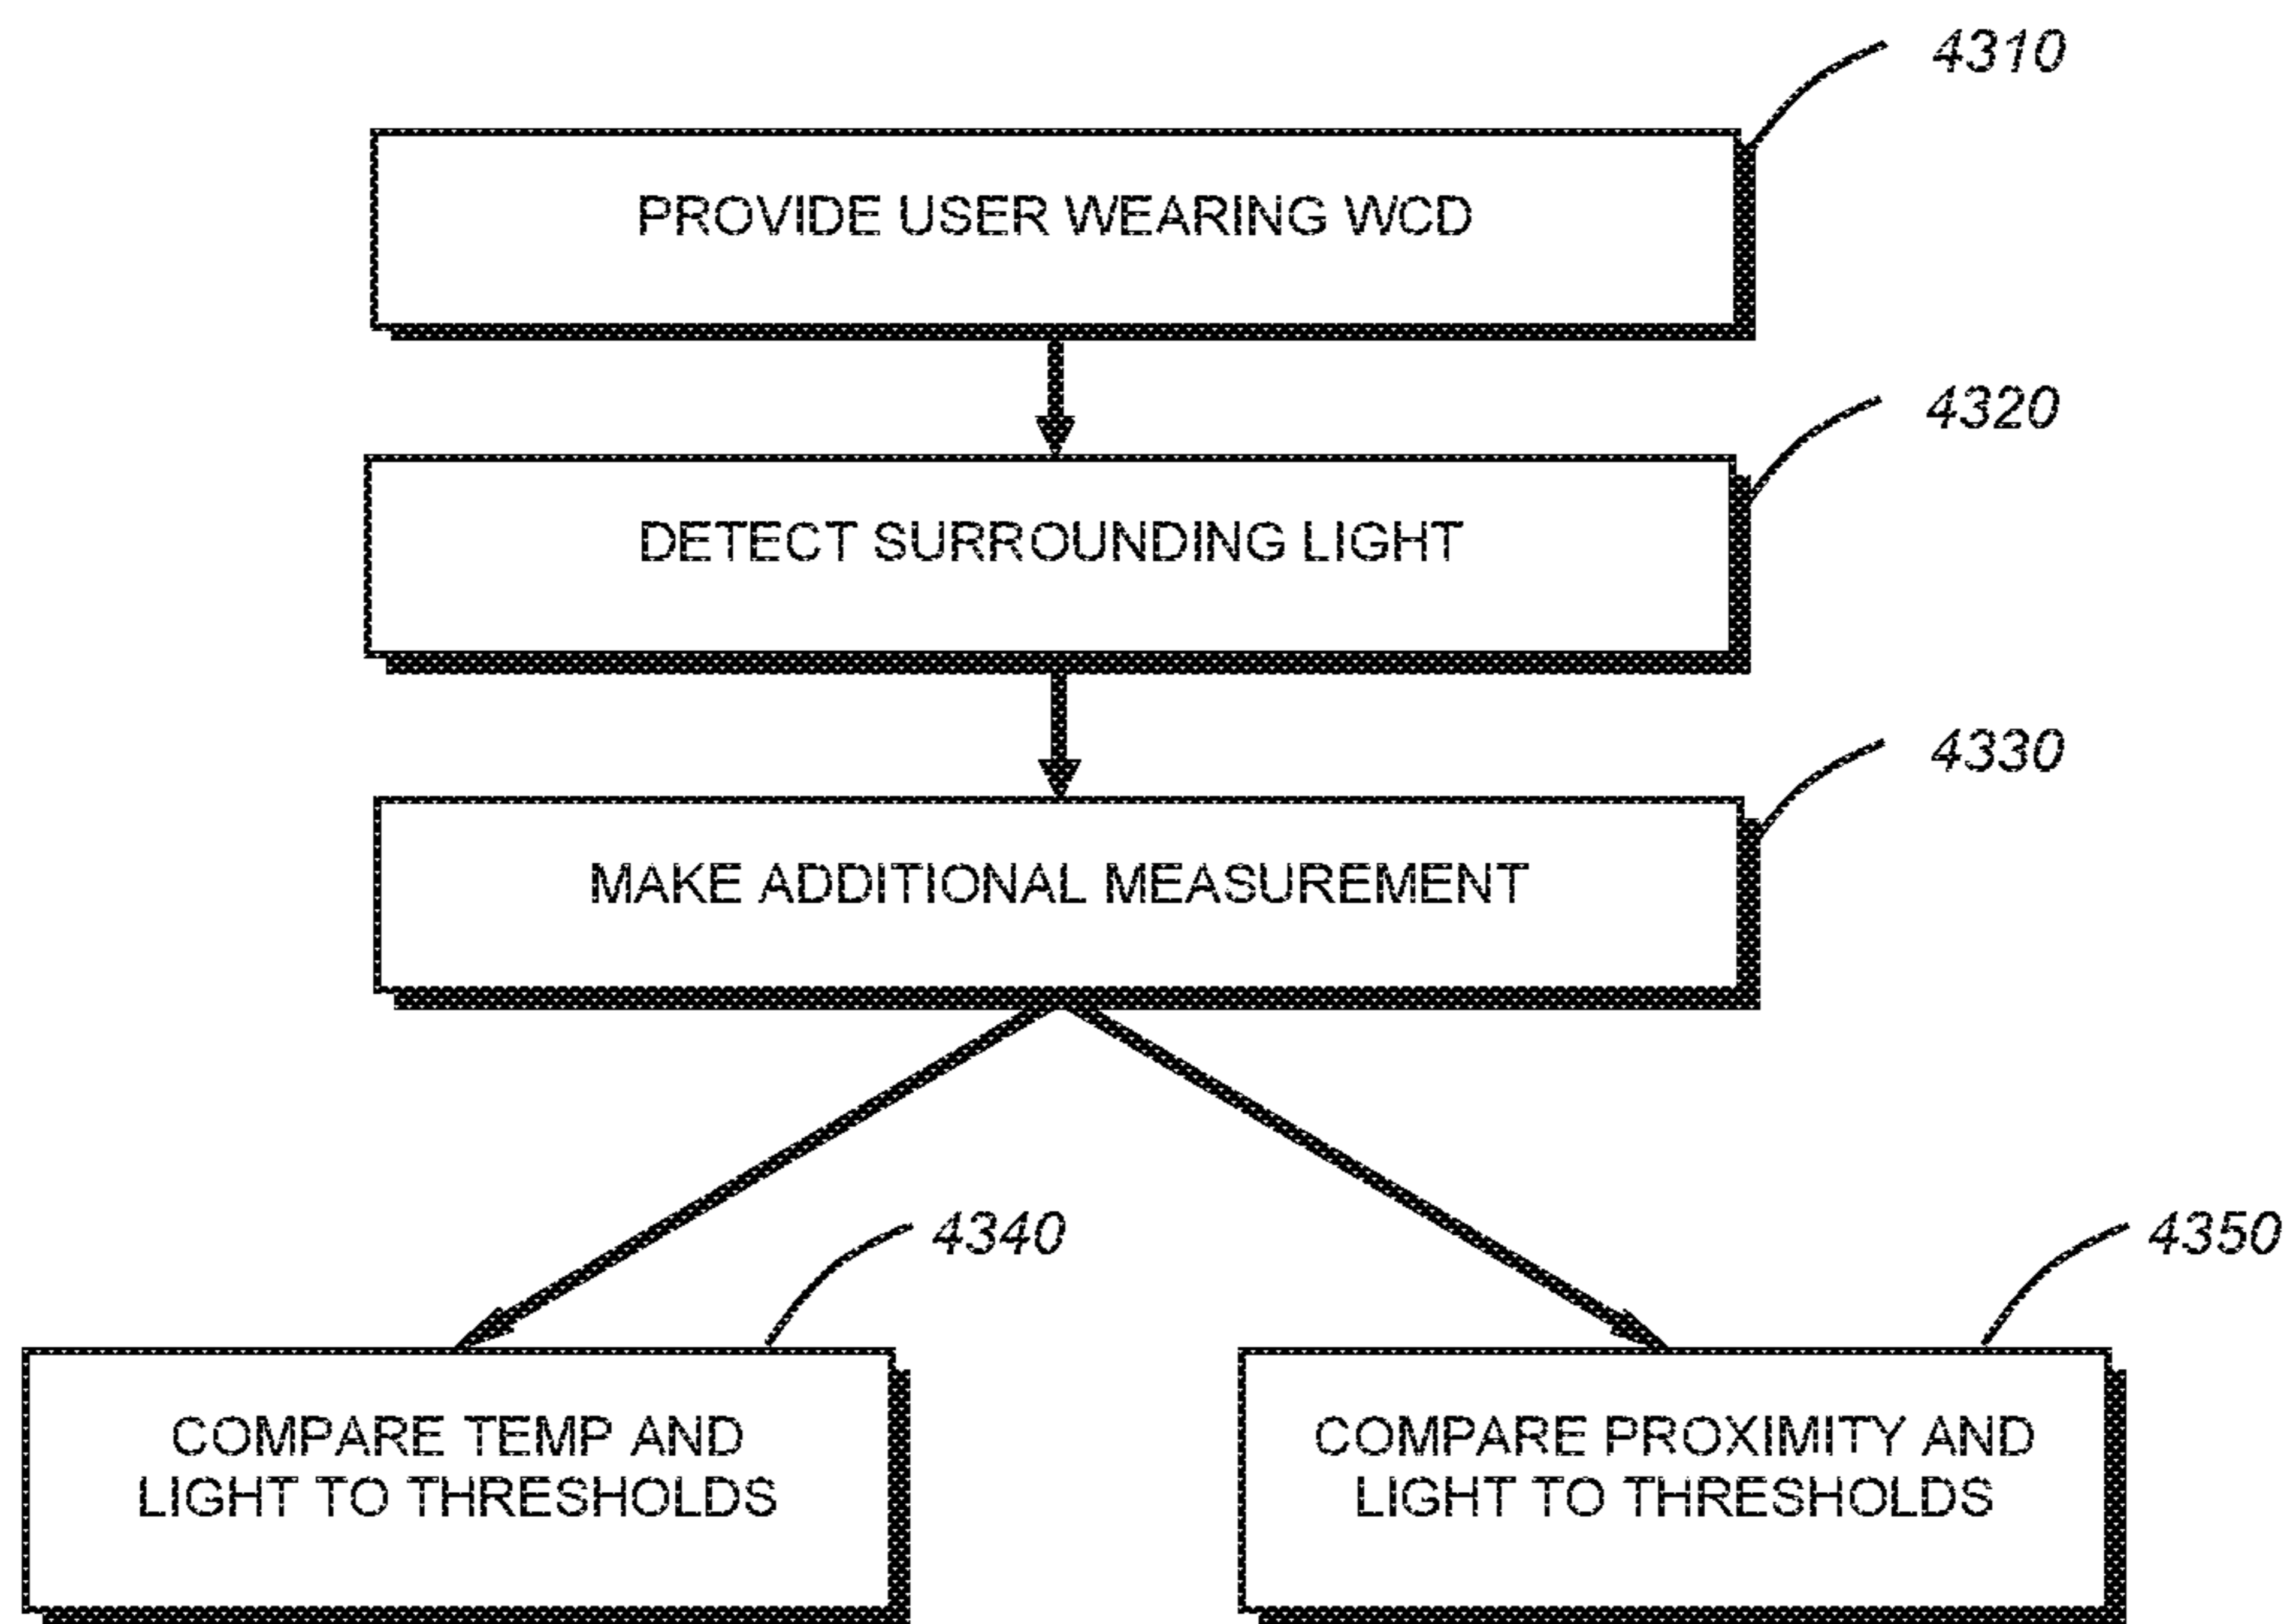 4310
PROVIDE USER WEARING WCD
4320
DETECT SURROUNDING LIGHT
4330
MAKE ADDITIONAL MEASUREMENT
4340
4350
COMPARE TEMP AND
LIGHT TO THRESHOLDS
COMPARE PROXIMITY AND
LIGHT TO THRESHOLDS